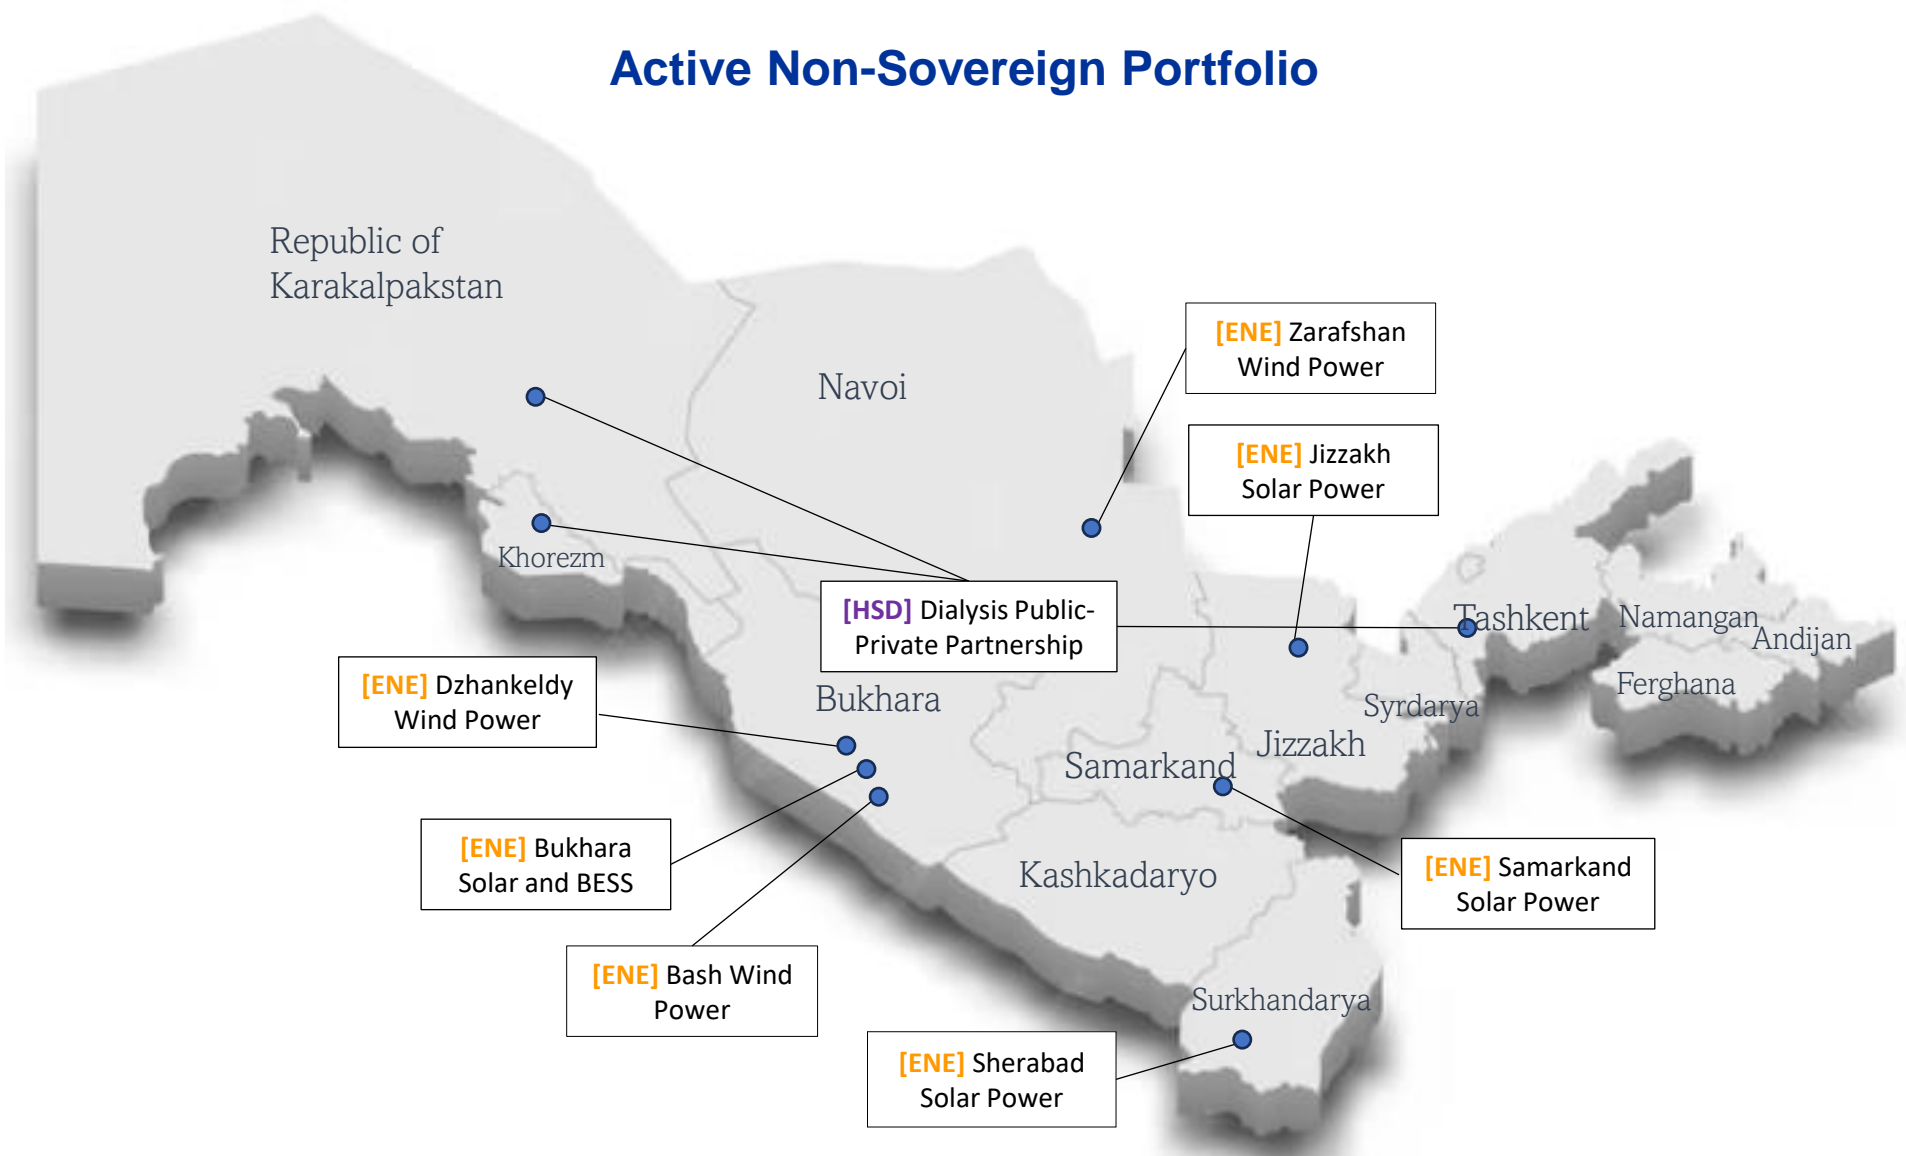 Active Non-Sovereign Portfolio
Republic of
Karakalpakstan
Navoi
[ENE] Zarafshan
Wind Power
[ENE] Jizzakh
Solar Power
Khorezm
[HSD] Dialysis Public-
Private Partnership
Tashkent
Namangan
Andijan
Ferghana
[ENE] Dzhankeldy
Wind Power
Bukhara
Syrdarya
Jizzakh
Samarkand
[ENE] Bukhara
Solar and BESS
Kashkadaryo
[ENE] Samarkand
Solar Power
[ENE] Bash Wind
Power
Surkhandarya
[ENE] Sherabad
Solar Power